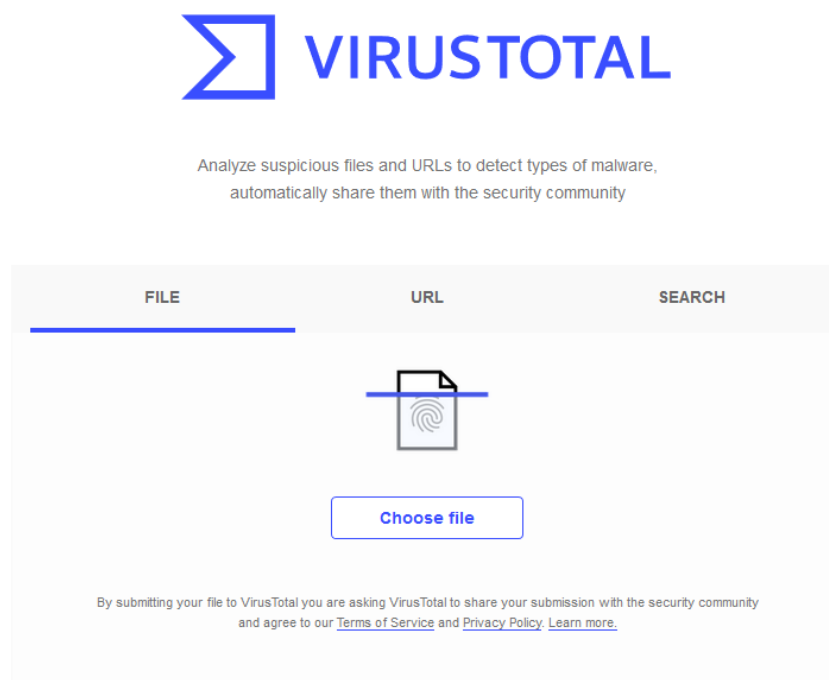 VIRUSTOTAL
Analyze suspicious files and URLs to detect types of malware,
automatically share them with the security community
FILE URL SEARCH
Choose file
By submitting your file to VirusTotal you are asking VirusTotal to share your submission with the security community
and agree to our Terms of Service and Privacy Policy. Learn more.